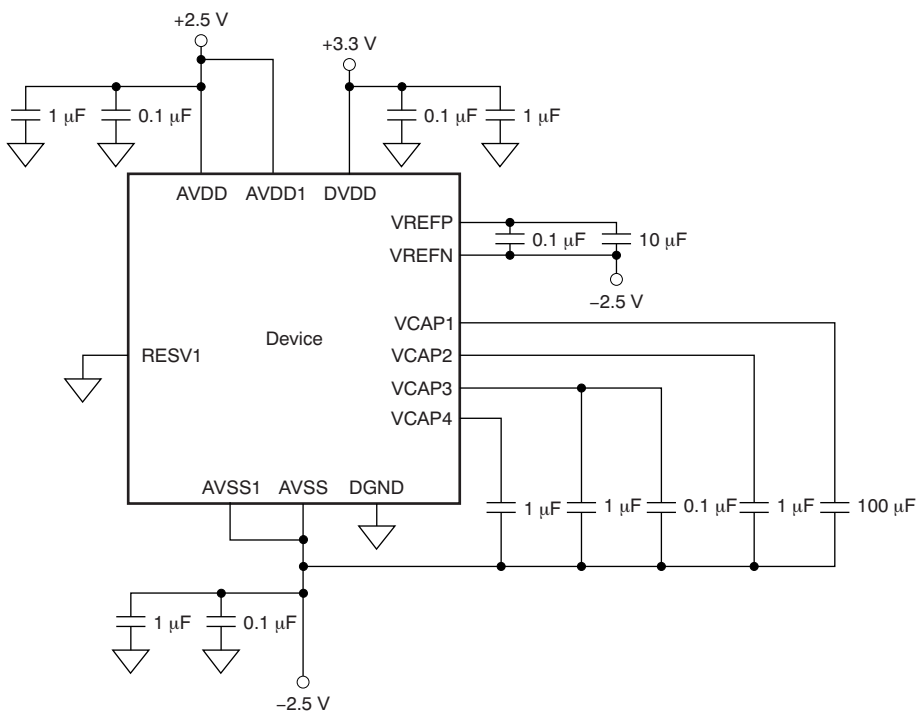 +2.5 V
+3.3 V
1 μF
0.1 μF
0.1 μF
1 μF
AVDD
AVDD1
DVDD
VREFP
0.1 μF
10 μF
VREFN
−2.5 V
VCAP1
Device
RESV1
VCAP2
VCAP3
VCAP4
AVSS1
AVSS
DGND
1 μF
1 μF
0.1 μF
1 μF
100 μF
1 μF
0.1 μF
−2.5 V